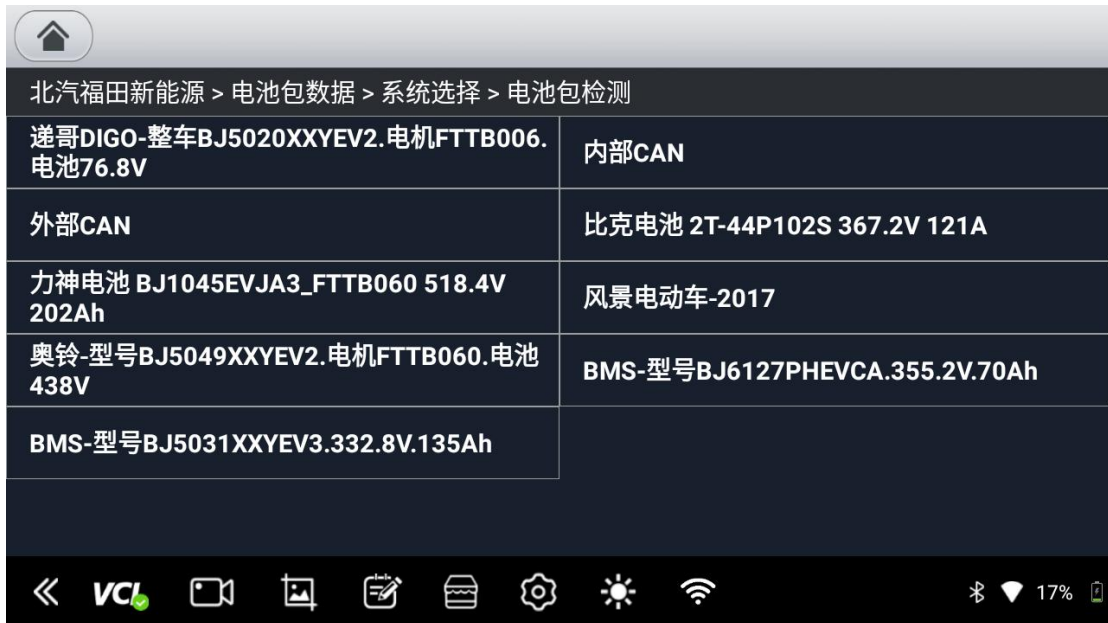 北汽福田新能源 > 电池包数据 > 系统选择 > 电池包检测
递哥DIGO-整车BJ5020XXYEV2.电机FTTB006.
电池76.8V
内部CAN
外部CAN
比克电池 2T-44P102S 367.2V 121A
力神电池 BJ1045EVJA3_FTTB060 518.4V
202Ah
风景电动车-2017
奥铃-型号BJ5049XXYEV2.电机FTTB060.电池
438V
BMS-型号BJ6127PHEVCA.355.2V.70Ah
BMS-型号BJ5031XXYEV3.332.8V.135Ah
VCI
17%